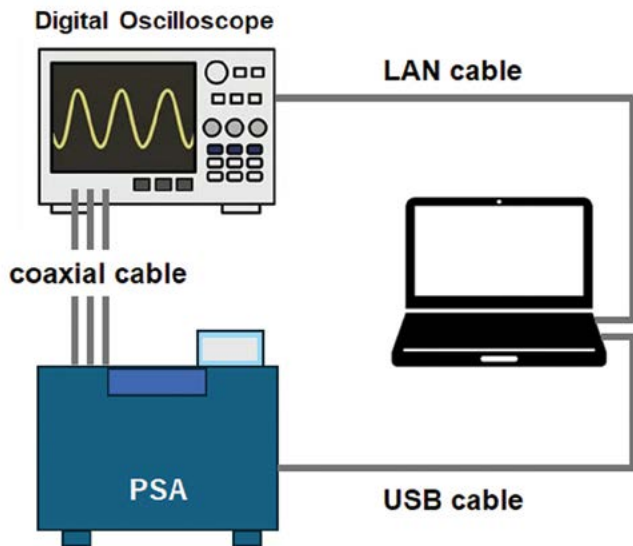 Digital Oscilloscope
LAN cable
coaxial cable
PSA
USB cable